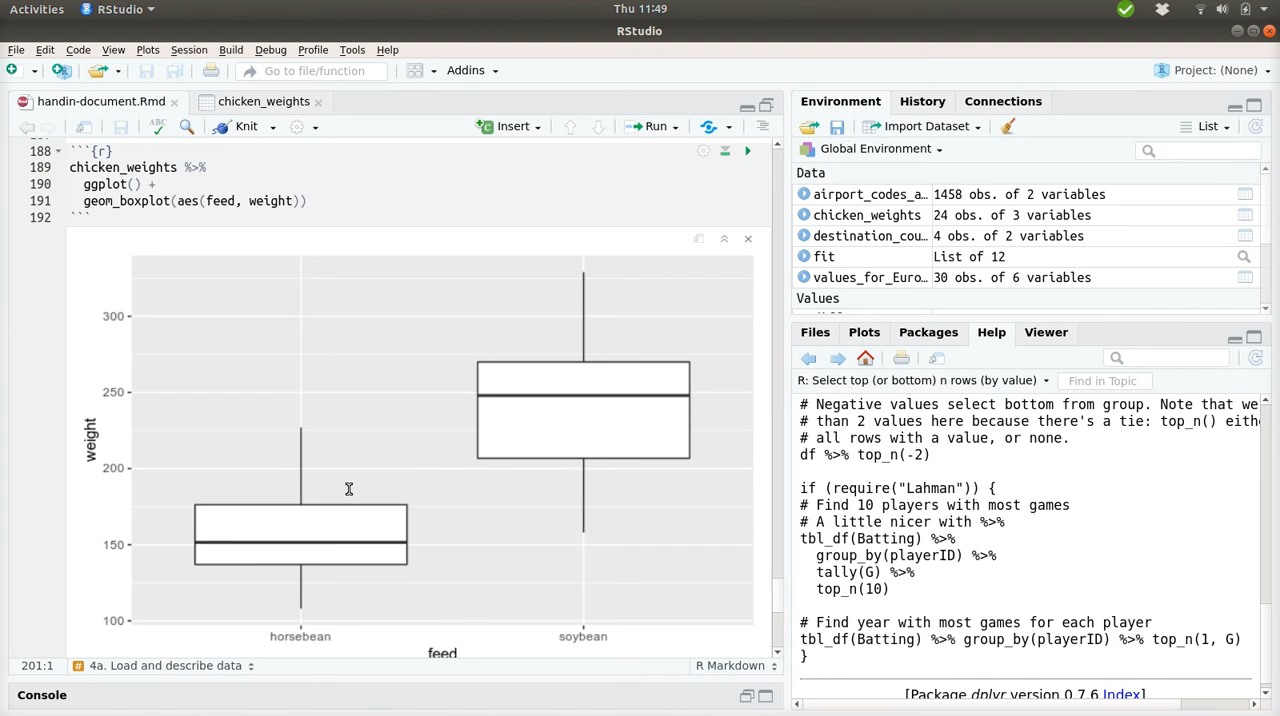 Activities RStudio Thu 11:49
RStudio
File Edit Code View Plots Session Build Debug Profile Tools Help
Go to file/function Addins Project: (None)
handin-document.Rmd chicken_weights
ABC Knit Insert Run
188 ```{r}
189 chicken_weights %>%
190 ggplot() +
191 geom_boxplot(aes(feed, weight))
192 ```
300
250
200
150
100
weight
horsebean soybean
feed
201:1 # 4a. Load and describe data R Markdown
Console
Environment History Connections
Import Dataset List
Global Environment
Data
airport_codes_a… 1458 obs. of 2 variables
chicken_weights 24 obs. of 3 variables
destination_cou… 4 obs. of 2 variables
fit List of 12
values_for_Euro… 30 obs. of 6 variables
Values
Files Plots Packages Help Viewer
R: Select top (or bottom) n rows (by value) Find in Topic
# Negative values select bottom from group. Note that we
# than 2 values here because there's a tie: top_n() eith
# all rows with a value, or none.
df %>% top_n(-2)
if (require("Lahman")) {
# Find 10 players with most games
# A little nicer with %>%
tbl_df(Batting) %>%
group_by(playerID) %>%
tally(G) %>%
top_n(10)
# Find year with most games for each player
tbl_df(Batting) %>% group_by(playerID) %>% top_n(1, G)
}
[Package dplyr version 0.7.6 Index]